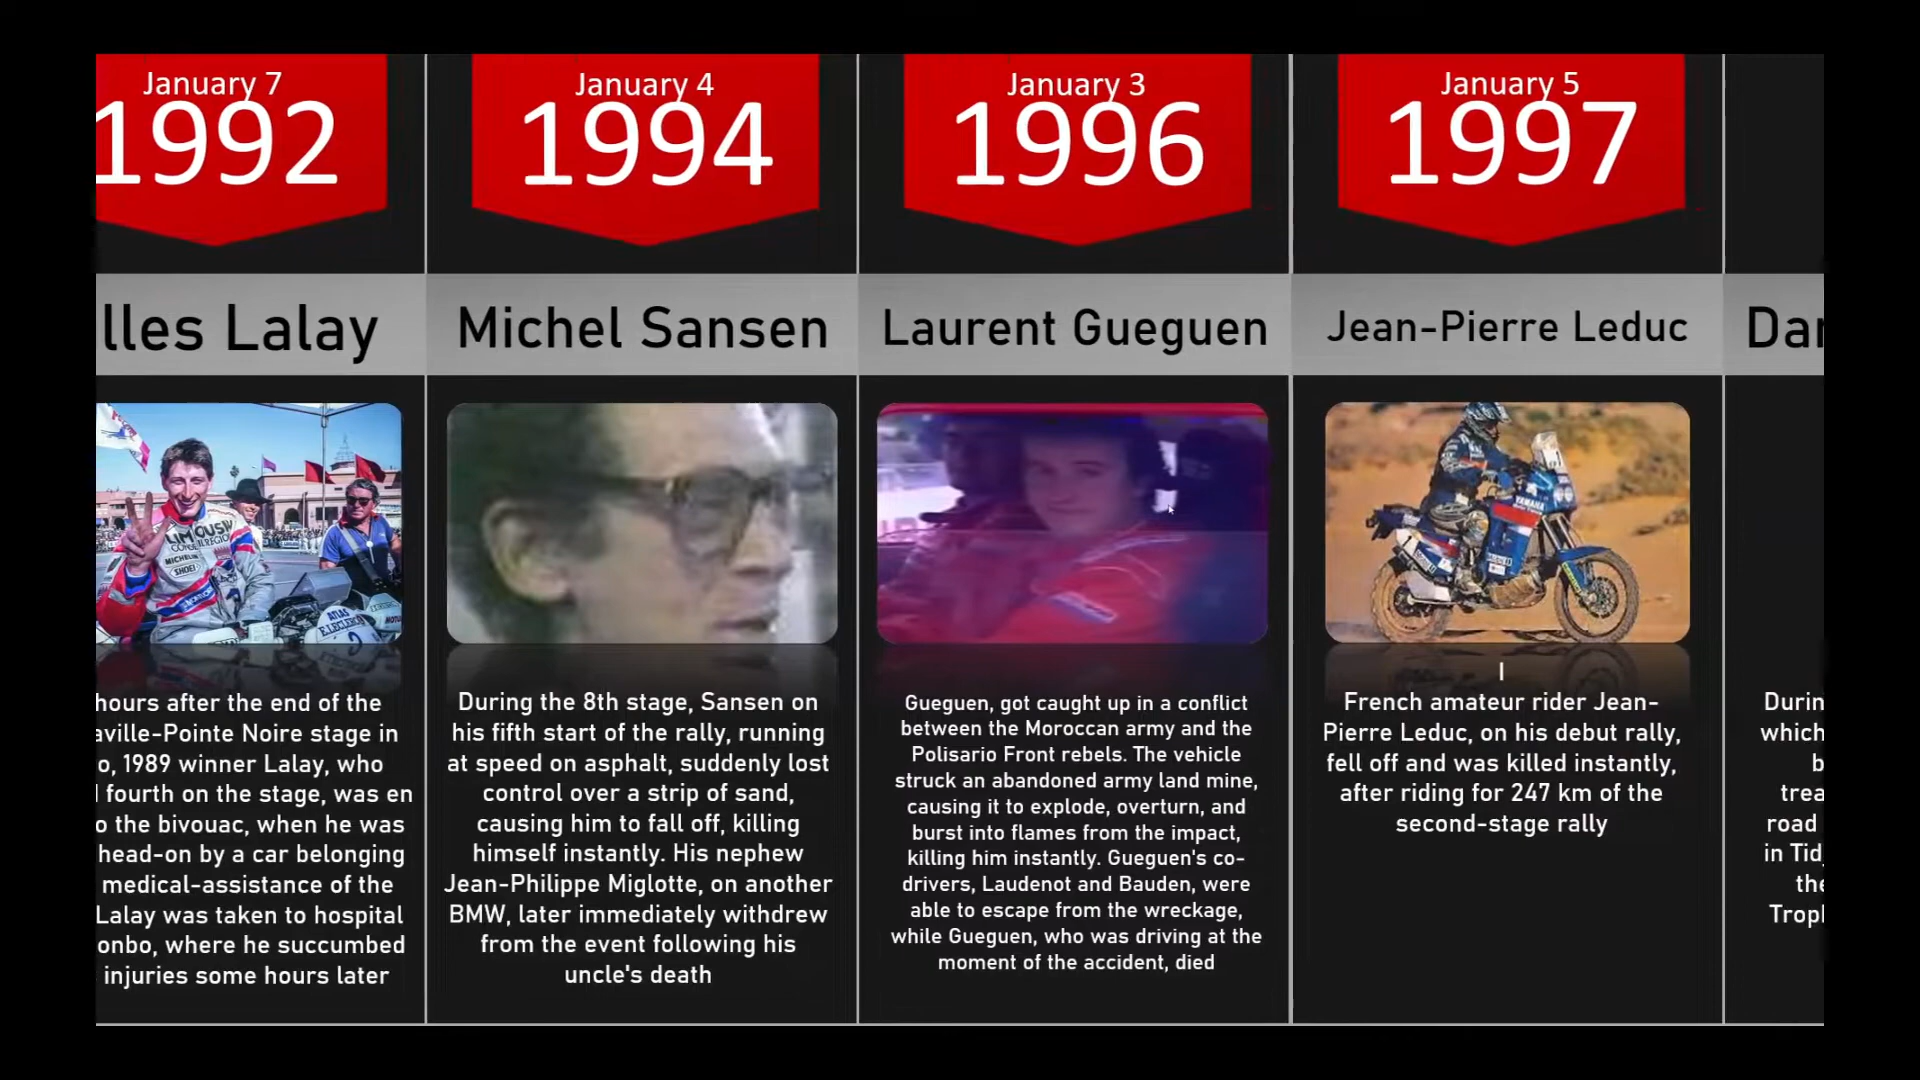 January 7
1992
lles Lalay
LIMOUSIN
MICHELIN
SHOEI
ATLAS
E.LECLERC
hours after the end of the
aville-Pointe Noire stage in
o, 1989 winner Lalay, who
fourth on the stage, was en
o the bivouac, when he was
head-on by a car belonging
medical-assistance of the
Lalay was taken to hospital
onbo, where he succumbed
injuries some hours later
January 4
1994
Michel Sansen
During the 8th stage, Sansen on
his fifth start of the rally, running
at speed on asphalt, suddenly lost
control over a strip of sand,
causing him to fall off, killing
himself instantly. His nephew
Jean-Philippe Miglotte, on another
BMW, later immediately withdrew
from the event following his
uncle's death
January 3
1996
Laurent Gueguen
Gueguen, got caught up in a conflict
between the Moroccan army and the
Polisario Front rebels. The vehicle
struck an abandoned army land mine,
causing it to explode, overturn, and
burst into flames from the impact,
killing him instantly. Gueguen's co-
drivers, Laudenot and Bauden, were
able to escape from the wreckage,
while Gueguen, who was driving at the
moment of the accident, died
January 5
1997
Jean-Pierre Leduc
YAMAHA
I
French amateur rider Jean-
Pierre Leduc, on his debut rally,
fell off and was killed instantly,
after riding for 247 km of the
second-stage rally
Dar
Durin
which
b
trea
road
in Tid
the
Trop